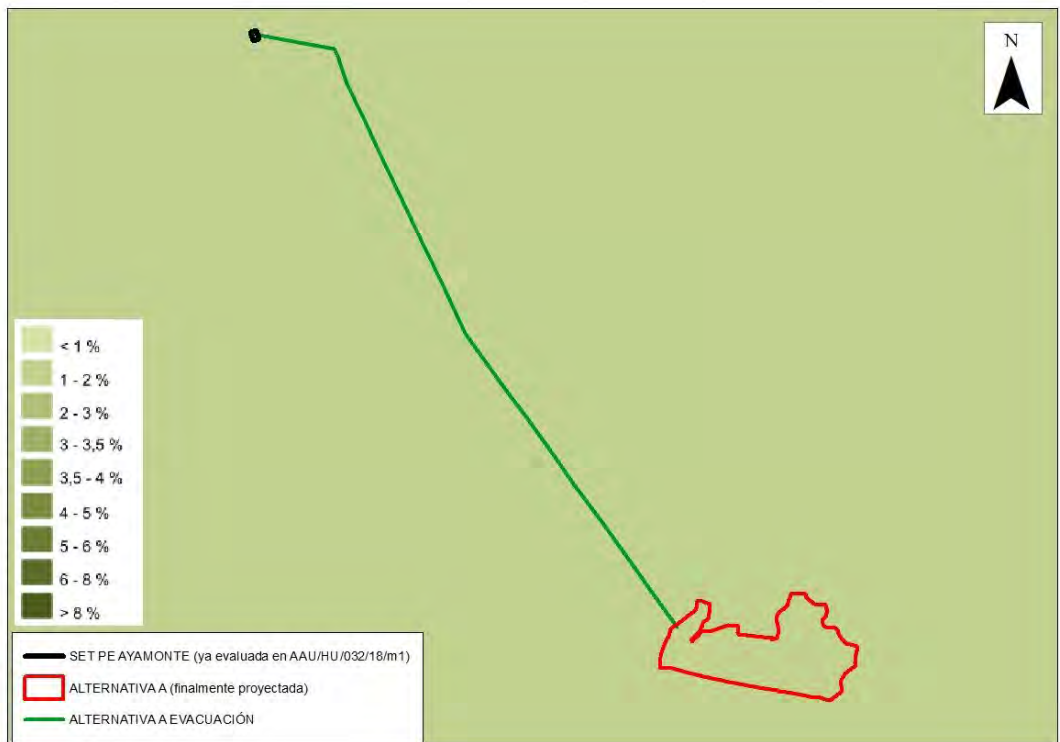 N
< 1 %
1 - 2 %
2 - 3 %
3 - 3,5 %
3,5 - 4 %
4 - 5 %
5 - 6 %
6 - 8 %
> 8 %
SET PE AYAMONTE (ya evaluada en AAU/HU/032/18/m1)
ALTERNATIVA A (finalmente proyectada)
ALTERNATIVA A EVACUACIÓN